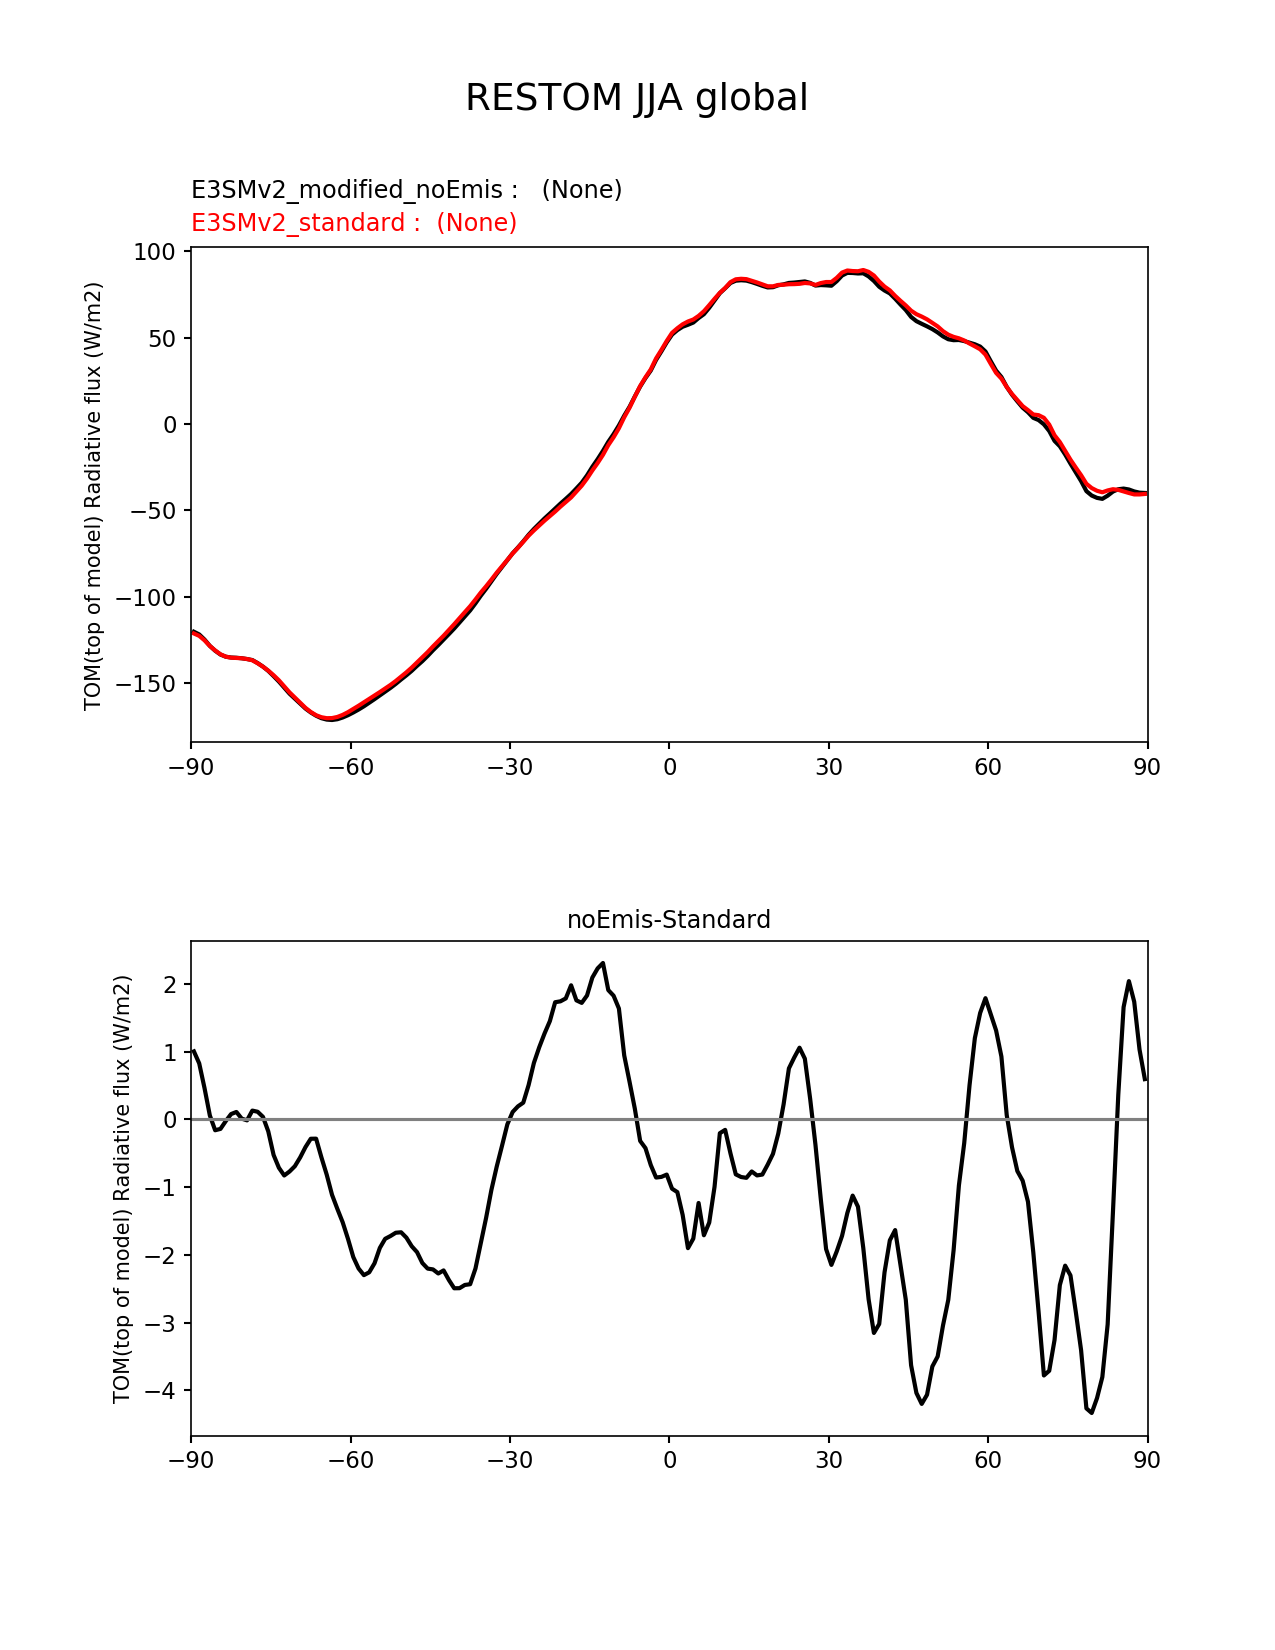 RESTOM JJA global
E3SMv2_modified_noEmis :   (None)
E3SMv2_standard :  (None)
TOM(top of model) Radiative flux (W/m2)
100
50
0
−50
−100
−150
−90 −60 −30 0 30 60 90
noEmis-Standard
TOM(top of model) Radiative flux (W/m2)
2
1
0
−1
−2
−3
−4
−90 −60 −30 0 30 60 90